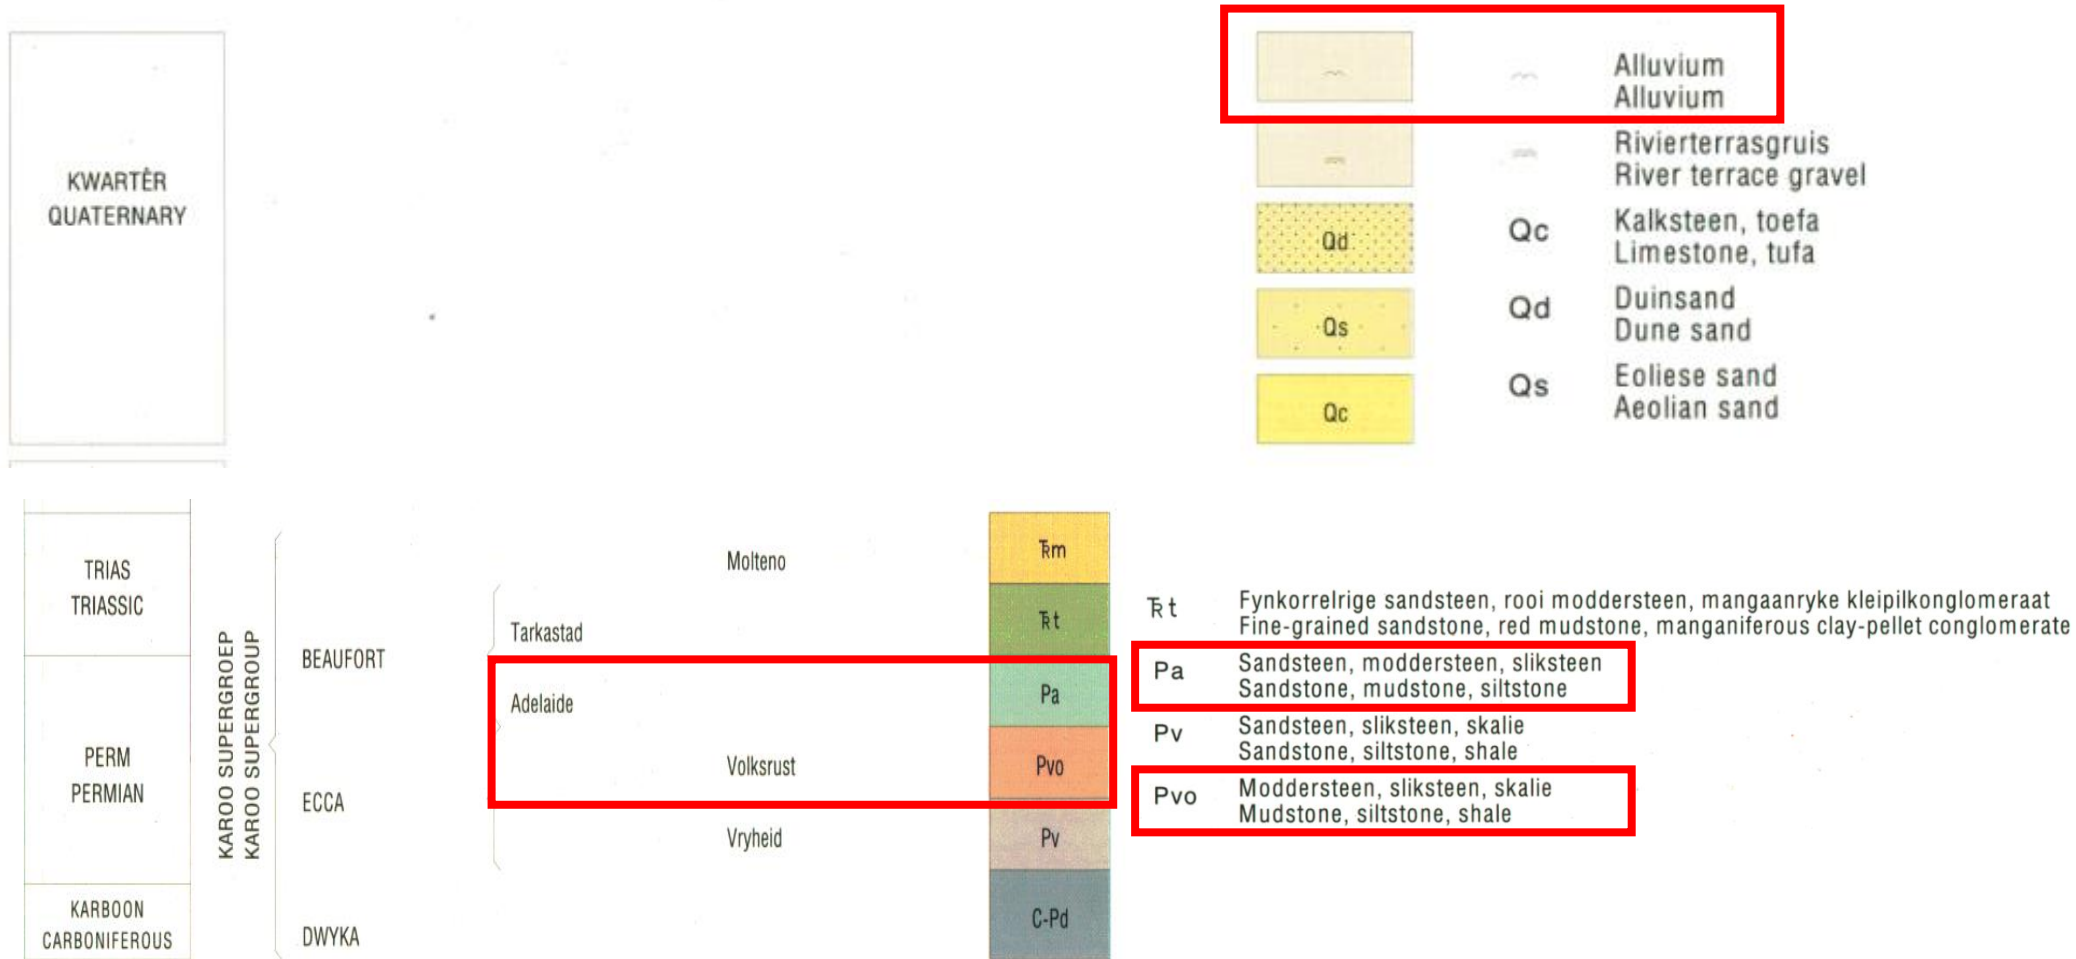 KWARTÊR
QUATERNARY
Alluvium
Alluvium
Rivierterrasgruis
River terrace gravel
Qd
Qc
Kalksteen, toefa
Limestone, tufa
Qs
Qd
Duinsand
Dune sand
Qc
Qs
Eoliese sand
Aeolian sand
TRIAS
TRIASSIC
PERM
PERMIAN
KARBOON
CARBONIFEROUS
KAROO SUPERGROEP
KAROO SUPERGROUP
BEAUFORT
ECCA
DWYKA
Tarkastad
Adelaide
Molteno
Volksrust
Vryheid
Ŧm
Ŧt
Pa
Pvo
Pv
C-Pd
Ŧt
Fynkorrelrige sandsteen, rooi moddersteen, mangaanryke kleipilkonglomeraat
Fine-grained sandstone, red mudstone, manganiferous clay-pellet conglomerate
Pa
Sandsteen, moddersteen, sliksteen
Sandstone, mudstone, siltstone
Pv
Sandsteen, sliksteen, skalie
Sandstone, siltstone, shale
Pvo
Moddersteen, sliksteen, skalie
Mudstone, siltstone, shale